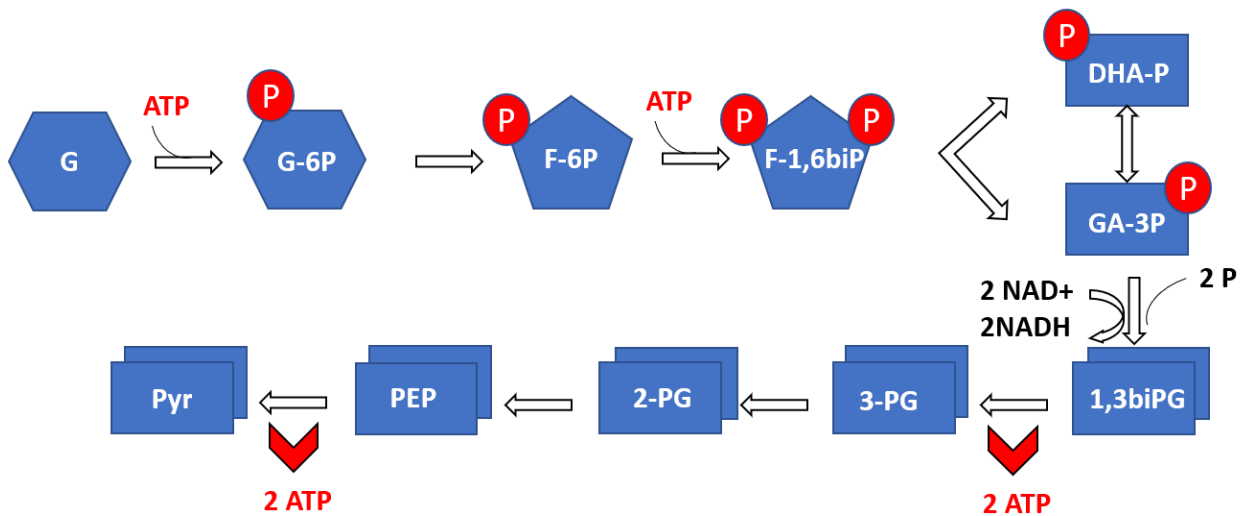 ATP
P
G
G-6P
P
F-6P
ATP
P
P
F-1,6biP
P
DHA-P
P
GA-3P
2 NAD+
2NADH
2 P
Pyr
PEP
2-PG
3-PG
1,3biPG
2 ATP
2 ATP